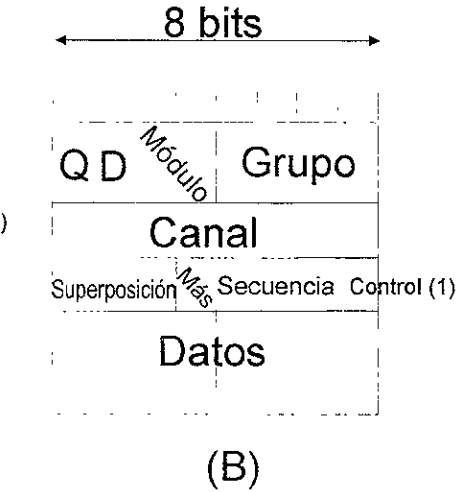 8 bits
Q D Módulo Grupo
)
Canal
Superposición Más Secuencia Control (1)
Datos
(B)